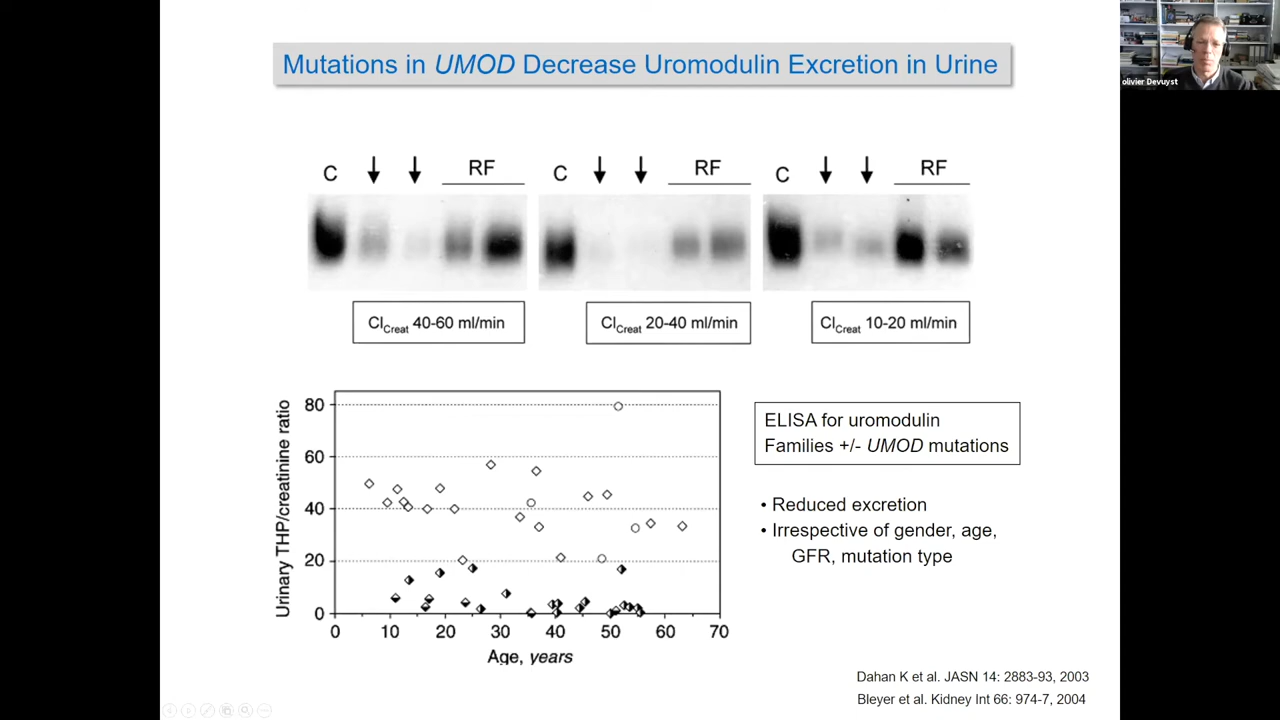 Mutations in UMOD Decrease Uromodulin Excretion in Urine
olivier Devuyst
C RF C RF C RF
ClCreat 40-60 ml/min
ClCreat 20-40 ml/min
ClCreat 10-20 ml/min
Urinary THP/creatinine ratio
80
60
40
20
0
0 10 20 30 40 50 60 70
Age, years
ELISA for uromodulin
Families +/- UMOD mutations
• Reduced excretion
• Irrespective of gender, age,
GFR, mutation type
Dahan K et al. JASN 14: 2883-93, 2003
Bleyer et al. Kidney Int 66: 974-7, 2004